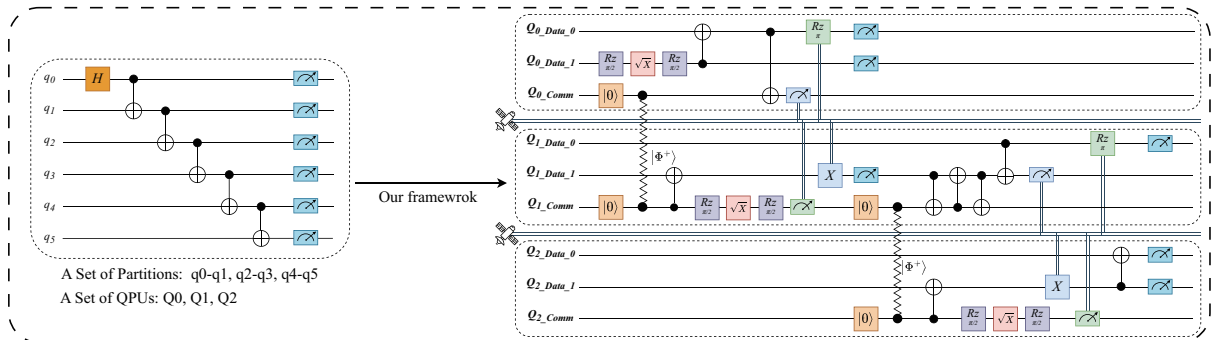 q0
H
q1
q2
q3
q4
q5
A Set of Partitions: q0-q1, q2-q3, q4-q5
A Set of QPUs: Q0, Q1, Q2
Our framewrok
Q0_Data_0
Rz π
Q0_Data_1
Rz π/2
√X
Rz π/2
Q0_Comm
|0⟩
Q1_Data_0
Rz π
|Φ+⟩
Q1_Data_1
X
Q1_Comm
|0⟩
Rz π/2
√X
Rz π/2
|0⟩
Q2_Data_0
|Φ+⟩
Q2_Data_1
X
Q2_Comm
|0⟩
Rz π/2
√X
Rz π/2